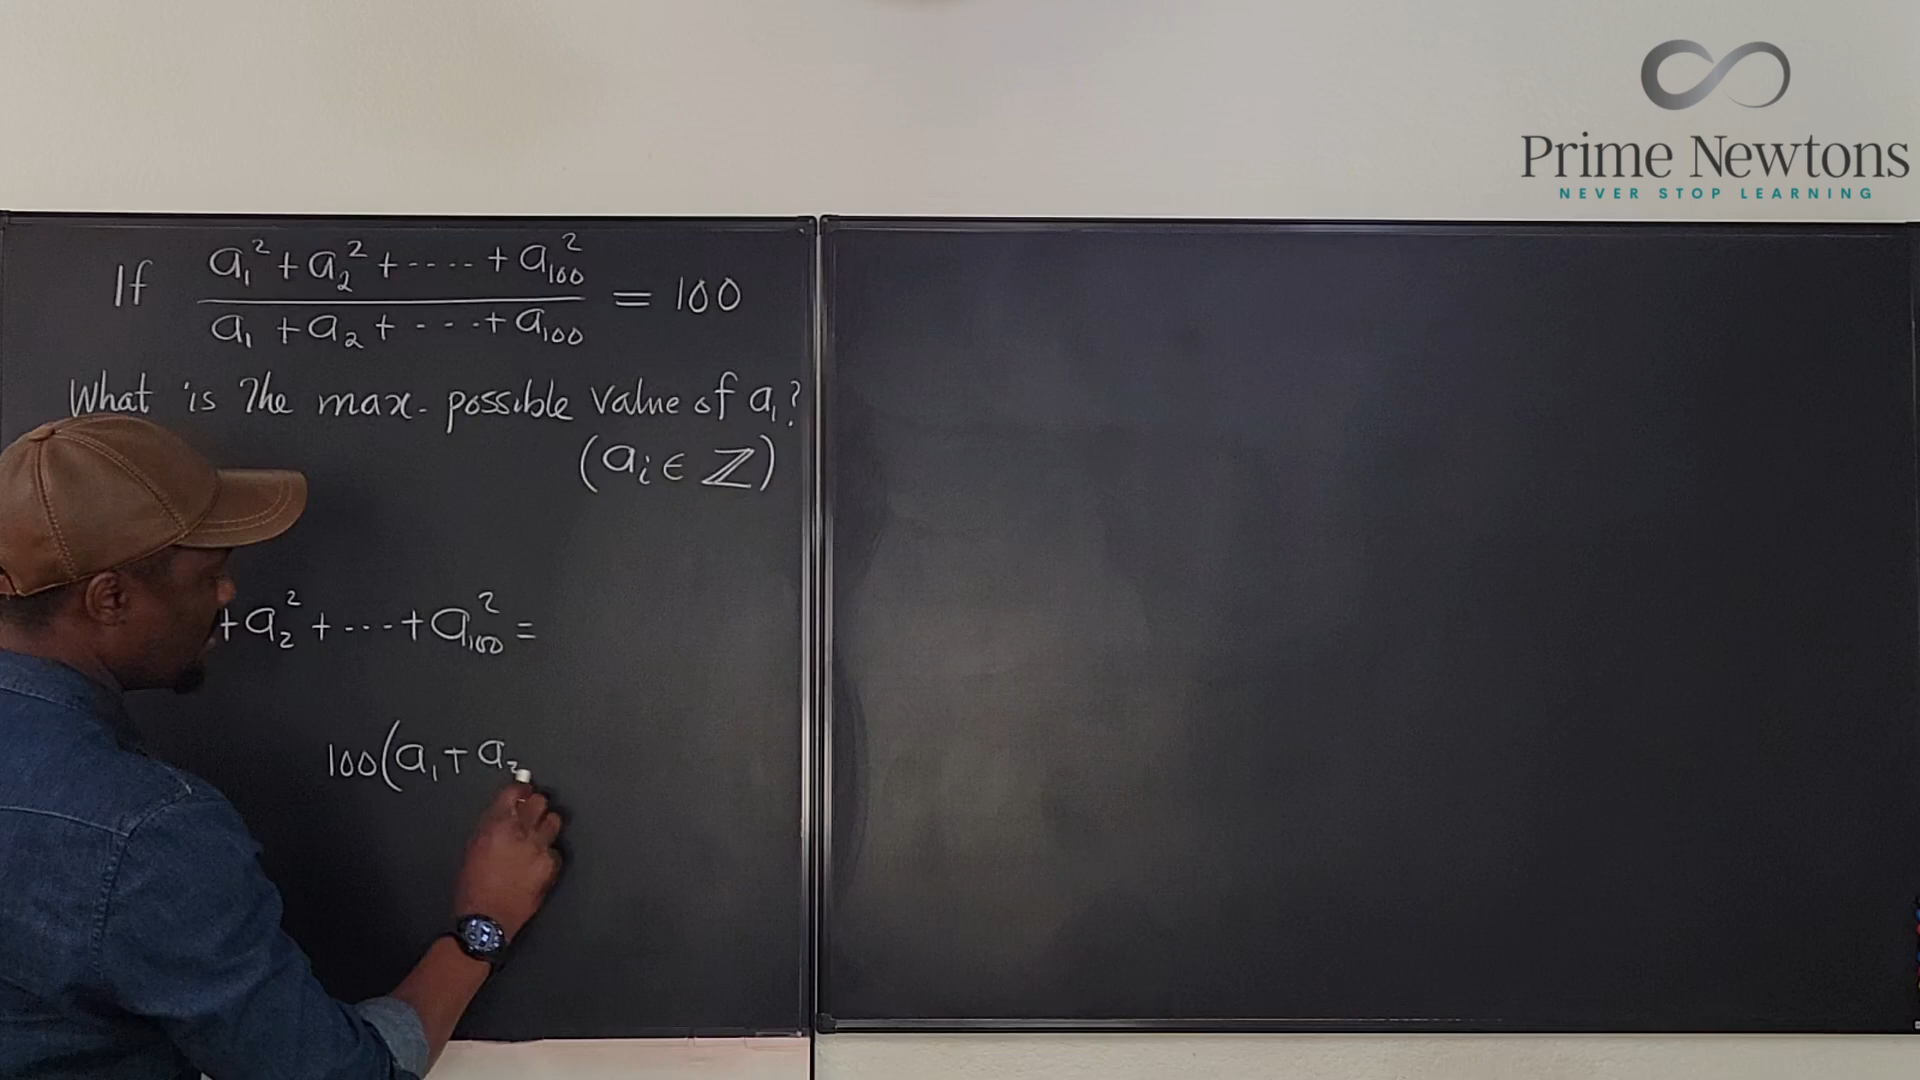 Prime Newtons
NEVER STOP LEARNING
If (a₁² + a₂² + ····· + a₁₀₀²) / (a₁ + a₂ + - - - + a₁₀₀) = 100
What is the max. possible value of a₁?
(aᵢ ∈ ℤ)
+ a₂² + ··· + a₁₀₀² =
100(a₁ + a₂